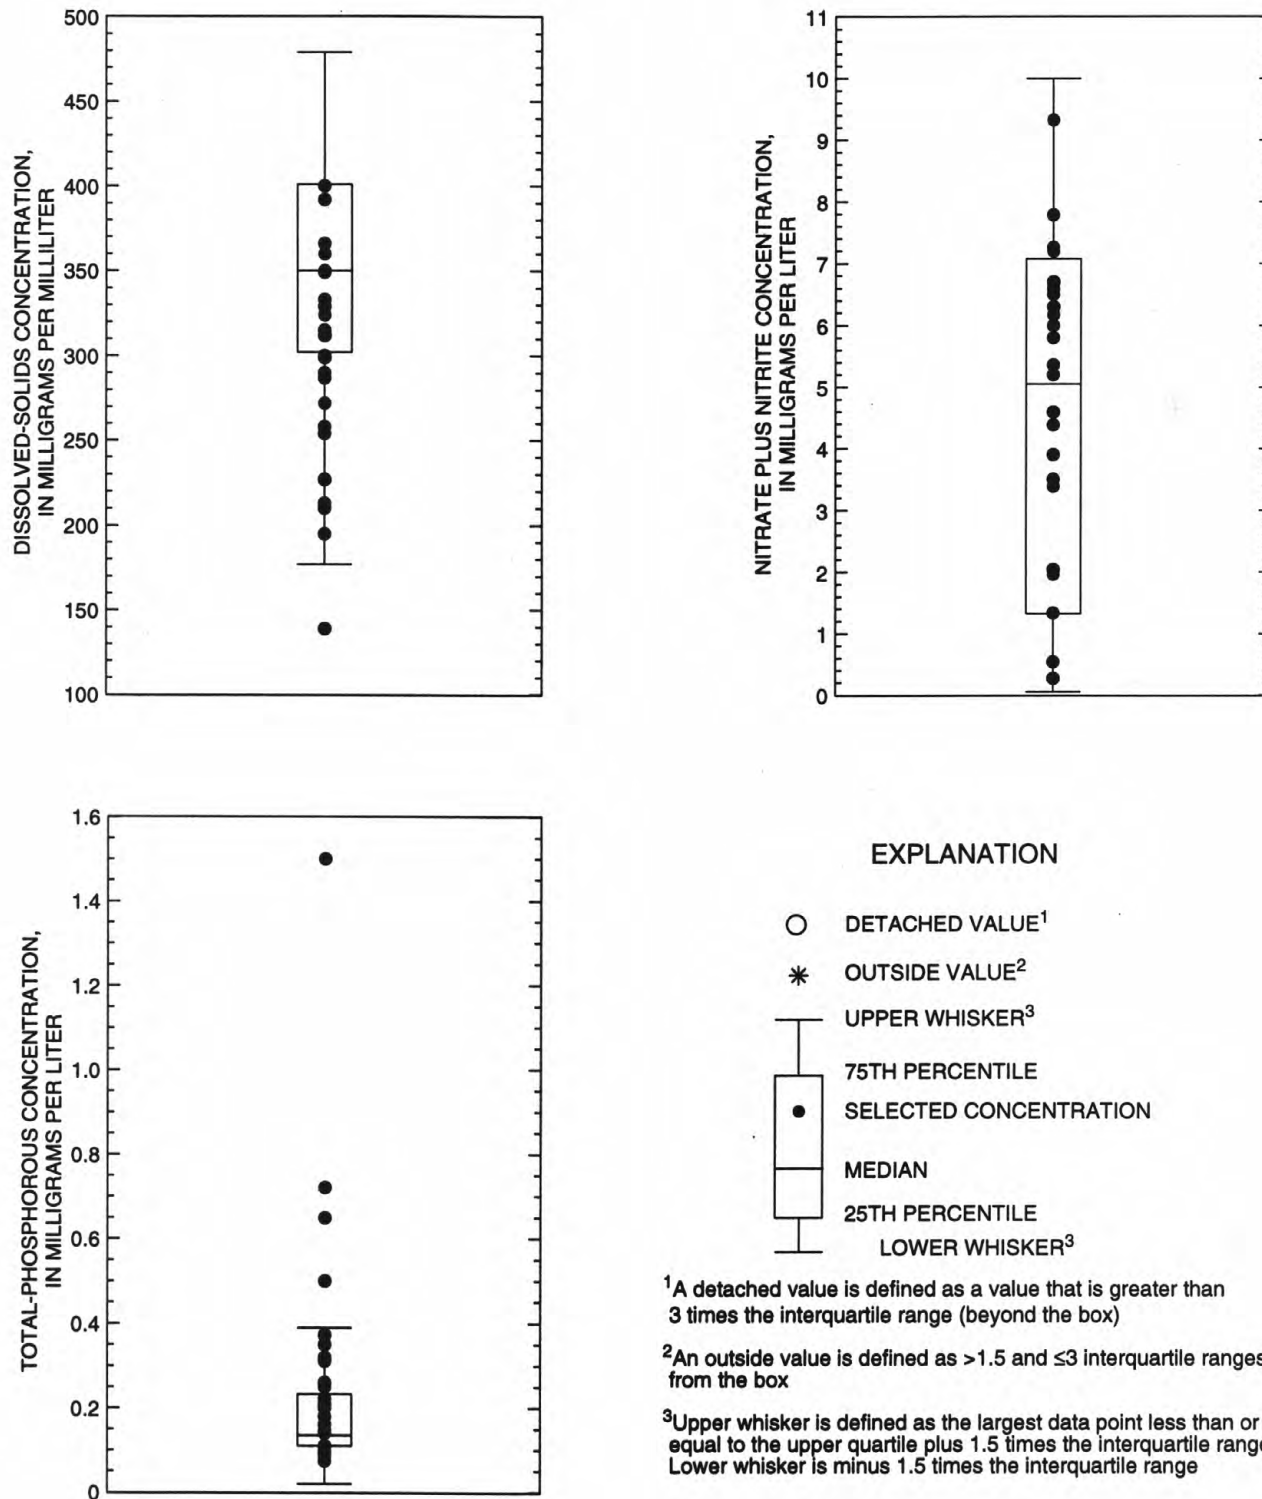 DISSOLVED-SOLIDS CONCENTRATION,
IN MILLIGRAMS PER MILLILITER
500
450
400
350
300
250
200
150
100
NITRATE PLUS NITRITE CONCENTRATION,
IN MILLIGRAMS PER LITER
11
10
9
8
7
6
5
4
3
2
1
0
TOTAL-PHOSPHOROUS CONCENTRATION,
IN MILLIGRAMS PER LITER
1.6
1.4
1.2
1.0
0.8
0.6
0.4
0.2
0
EXPLANATION
DETACHED VALUE¹
OUTSIDE VALUE²
UPPER WHISKER³
75TH PERCENTILE
SELECTED CONCENTRATION
MEDIAN
25TH PERCENTILE
LOWER WHISKER³
¹A detached value is defined as a value that is greater than
3 times the interquartile range (beyond the box)
²An outside value is defined as >1.5 and ≤3 interquartile ranges
from the box
³Upper whisker is defined as the largest data point less than or
equal to the upper quartile plus 1.5 times the interquartile range
Lower whisker is minus 1.5 times the interquartile range